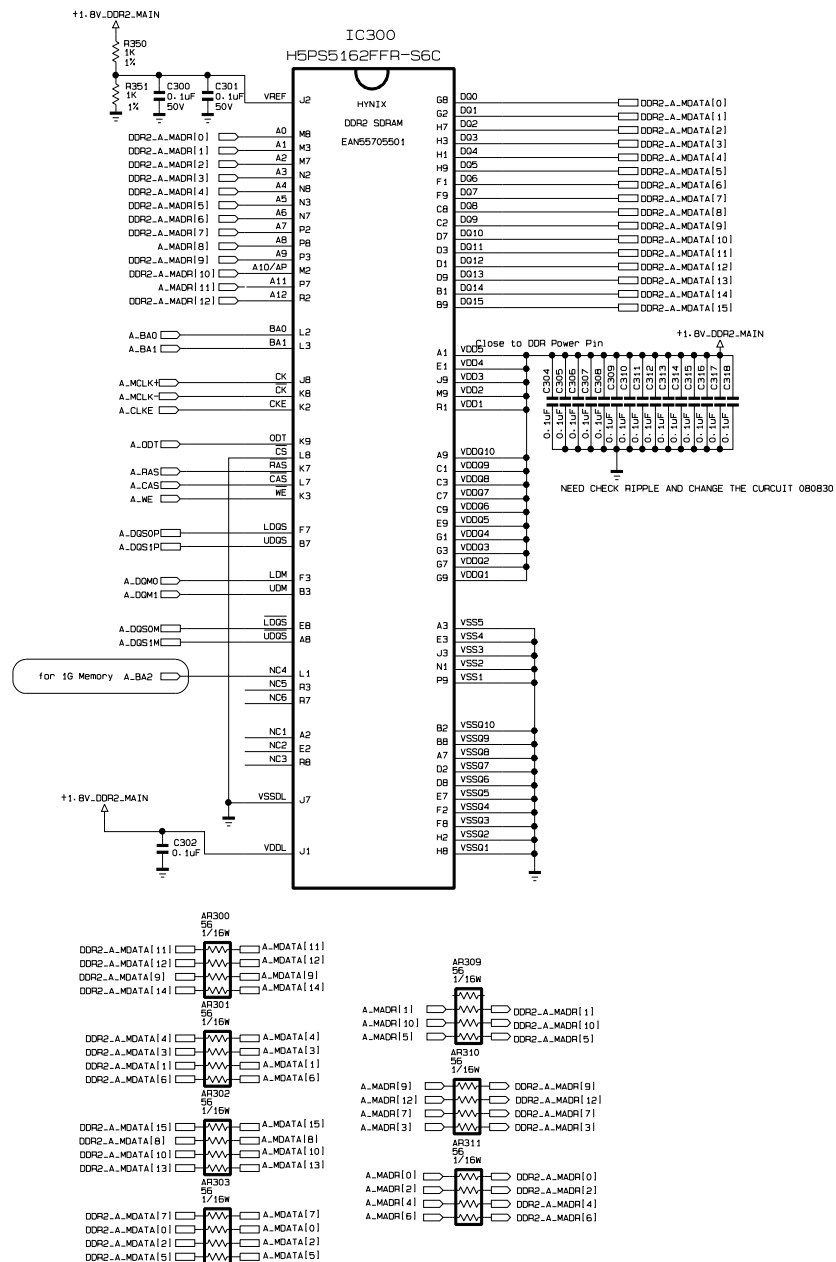 +1.8V_DDR2_MAIN
R350
1K
1%
R351
1K
1%
C300
0.1uF
50V
C301
0.1uF
50V
IC300
H5PS5162FFR-S6C
HYNIX
DDR2 SDRAM
EAN55705501
VREF J2
DDR2_A_MADR[0] A0 M8
DDR2_A_MADR[1] A1 M3
DDR2_A_MADR[2] A2 M7
DDR2_A_MADR[3] A3 N2
DDR2_A_MADR[4] A4 N8
DDR2_A_MADR[5] A5 N3
DDR2_A_MADR[6] A6 N7
DDR2_A_MADR[7] A7 P2
A_MADR[8] A8 P8
DDR2_A_MADR[9] A9 P3
DDR2_A_MADR[10] A10/AP M2
A_MADR[11] A11 P7
DDR2_A_MADR[12] A12 R2
A_BA0 BA0 L2
A_BA1 BA1 L3
A_MCLK+ CK J8
A_MCLK- CK K8
A_CLKE CKE K2
A_ODT ODT K9
CS L8
A_RAS RAS K7
A_CAS CAS L7
A_WE WE K3
A_DQS0P LDQS F7
A_DQS1P UDQS B7
A_DQM0 LDM F3
A_DQM1 UDM B3
A_DQS0M LDQS E8
A_DQS1M UDQS A8
for 1G Memory A_BA2 NC4 L1
NC5 R3
NC6 R7
NC1 A2
NC2 E2
NC3 R8
VSSDL J7
+1.8V_DDR2_MAIN
C302
0.1uF
VDDL J1
G8 DQ0 DDR2_A_MDATA[0]
G2 DQ1 DDR2_A_MDATA[1]
H7 DQ2 DDR2_A_MDATA[2]
H3 DQ3 DDR2_A_MDATA[3]
H1 DQ4 DDR2_A_MDATA[4]
H9 DQ5 DDR2_A_MDATA[5]
F1 DQ6 DDR2_A_MDATA[6]
F9 DQ7 DDR2_A_MDATA[7]
C8 DQ8 DDR2_A_MDATA[8]
C2 DQ9 DDR2_A_MDATA[9]
D7 DQ10 DDR2_A_MDATA[10]
D3 DQ11 DDR2_A_MDATA[11]
D1 DQ12 DDR2_A_MDATA[12]
D9 DQ13 DDR2_A_MDATA[13]
B1 DQ14 DDR2_A_MDATA[14]
B9 DQ15 DDR2_A_MDATA[15]
+1.8V_DDR2_MAIN
Close to DDR Power Pin
A1 VDD5
E1 VDD4
J9 VDD3
M9 VDD2
R1 VDD1
C304 0.1uF
C305 0.1uF
C306 0.1uF
C307 0.1uF
C308 0.1uF
C309 0.1uF
C310 0.1uF
C311 0.1uF
C312 0.1uF
C313 0.1uF
C314 0.1uF
C315 0.1uF
C316 0.1uF
C317 0.1uF
C318 0.1uF
NEED CHECK RIPPLE AND CHANGE THE CURCUIT 080830
A9 VDDQ10
C1 VDDQ9
C3 VDDQ8
C7 VDDQ7
C9 VDDQ6
E9 VDDQ5
G1 VDDQ4
G3 VDDQ3
G7 VDDQ2
G9 VDDQ1
A3 VSS5
E3 VSS4
J3 VSS3
N1 VSS2
P9 VSS1
B2 VSSQ10
B8 VSSQ9
A7 VSSQ8
D2 VSSQ7
D8 VSSQ6
E7 VSSQ5
F2 VSSQ4
F8 VSSQ3
H2 VSSQ2
H8 VSSQ1
AR300
56
1/16W
DDR2_A_MDATA[11] A_MDATA[11]
DDR2_A_MDATA[12] A_MDATA[12]
DDR2_A_MDATA[9] A_MDATA[9]
DDR2_A_MDATA[14] A_MDATA[14]
AR301
56
1/16W
DDR2_A_MDATA[4] A_MDATA[4]
DDR2_A_MDATA[3] A_MDATA[3]
DDR2_A_MDATA[1] A_MDATA[1]
DDR2_A_MDATA[6] A_MDATA[6]
AR302
56
1/16W
DDR2_A_MDATA[15] A_MDATA[15]
DDR2_A_MDATA[8] A_MDATA[8]
DDR2_A_MDATA[10] A_MDATA[10]
DDR2_A_MDATA[13] A_MDATA[13]
AR303
56
1/16W
DDR2_A_MDATA[7] A_MDATA[7]
DDR2_A_MDATA[0] A_MDATA[0]
DDR2_A_MDATA[2] A_MDATA[2]
DDR2_A_MDATA[5] A_MDATA[5]
AR309
56
1/16W
A_MADR[1] DDR2_A_MADR[1]
A_MADR[10] DDR2_A_MADR[10]
A_MADR[5] DDR2_A_MADR[5]
AR310
56
1/16W
A_MADR[9] DDR2_A_MADR[9]
A_MADR[12] DDR2_A_MADR[12]
A_MADR[7] DDR2_A_MADR[7]
A_MADR[3] DDR2_A_MADR[3]
AR311
56
1/16W
A_MADR[0] DDR2_A_MADR[0]
A_MADR[2] DDR2_A_MADR[2]
A_MADR[4] DDR2_A_MADR[4]
A_MADR[6] DDR2_A_MADR[6]